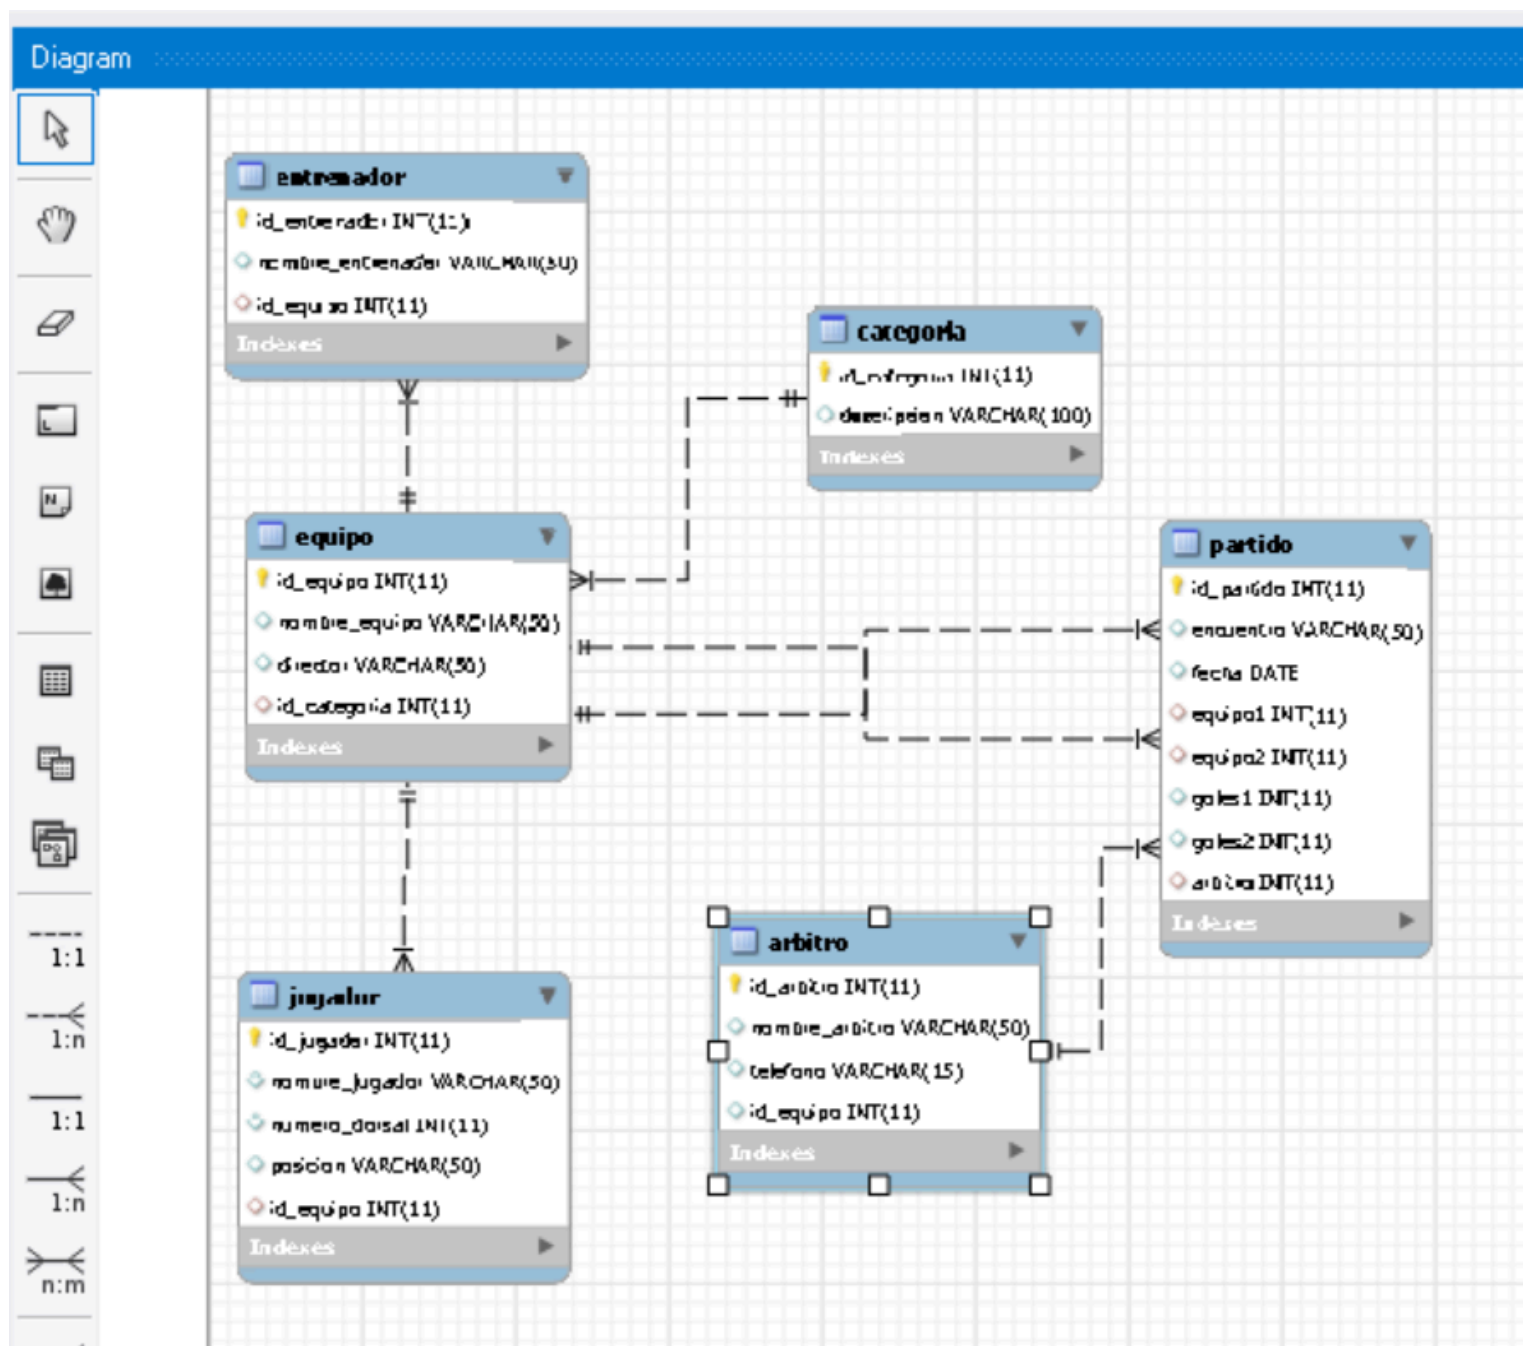 Diagram
entrenador
id_entrenador INT(11)
nombre_entrenador VARCHAR(50)
id_equipo INT(11)
Indexes
categoria
id_categoria INT(11)
descripcion VARCHAR(100)
Indexes
equipo
id_equipo INT(11)
nombre_equipo VARCHAR(50)
director VARCHAR(50)
id_categoria INT(11)
Indexes
partido
id_partido INT(11)
encuentro VARCHAR(50)
fecha DATE
equipo1 INT(11)
equipo2 INT(11)
goles1 INT(11)
goles2 INT(11)
arbitro INT(11)
Indexes
jugador
id_jugador INT(11)
nombre_jugador VARCHAR(50)
numero_dorsal INT(11)
posicion VARCHAR(50)
id_equipo INT(11)
Indexes
arbitro
id_arbitro INT(11)
nombre_arbitro VARCHAR(50)
telefono VARCHAR(15)
id_equipo INT(11)
Indexes
L
N
1:1
1:n
1:1
1:n
n:m